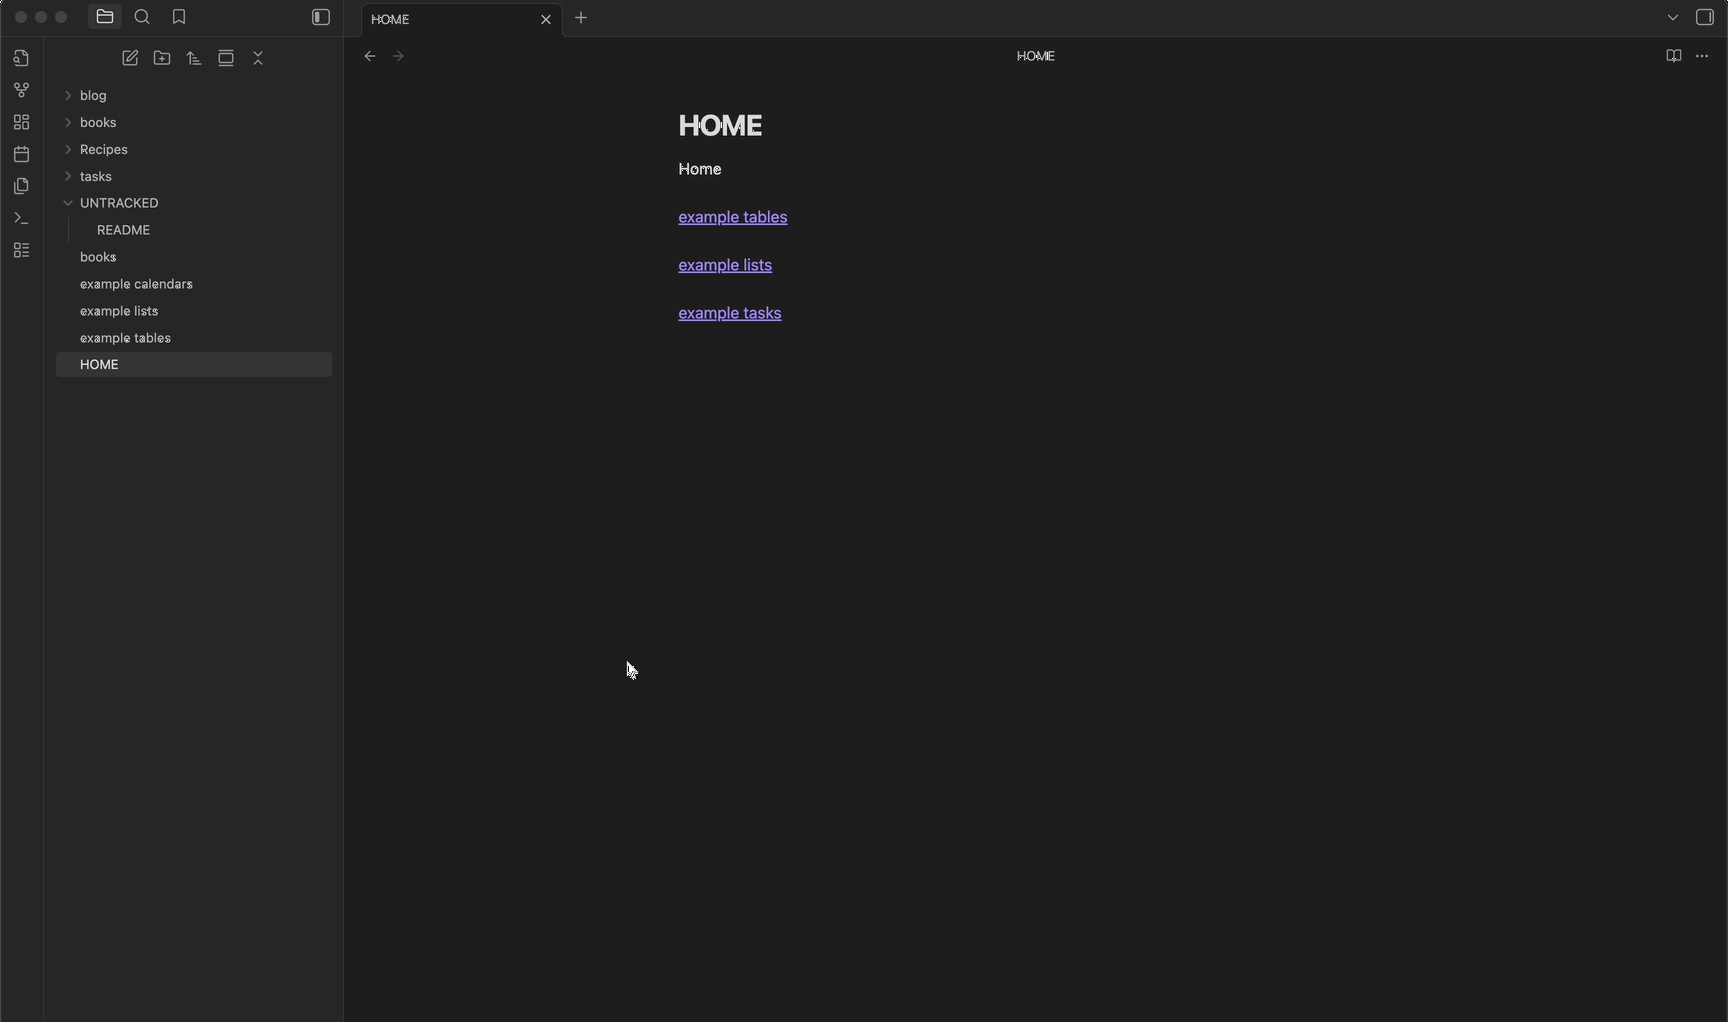 HOME
HOME
blog
books
Recipes
tasks
UNTRACKED
README
books
example calendars
example lists
example tables
HOME
HOME
Home
example tables
example lists
example tasks